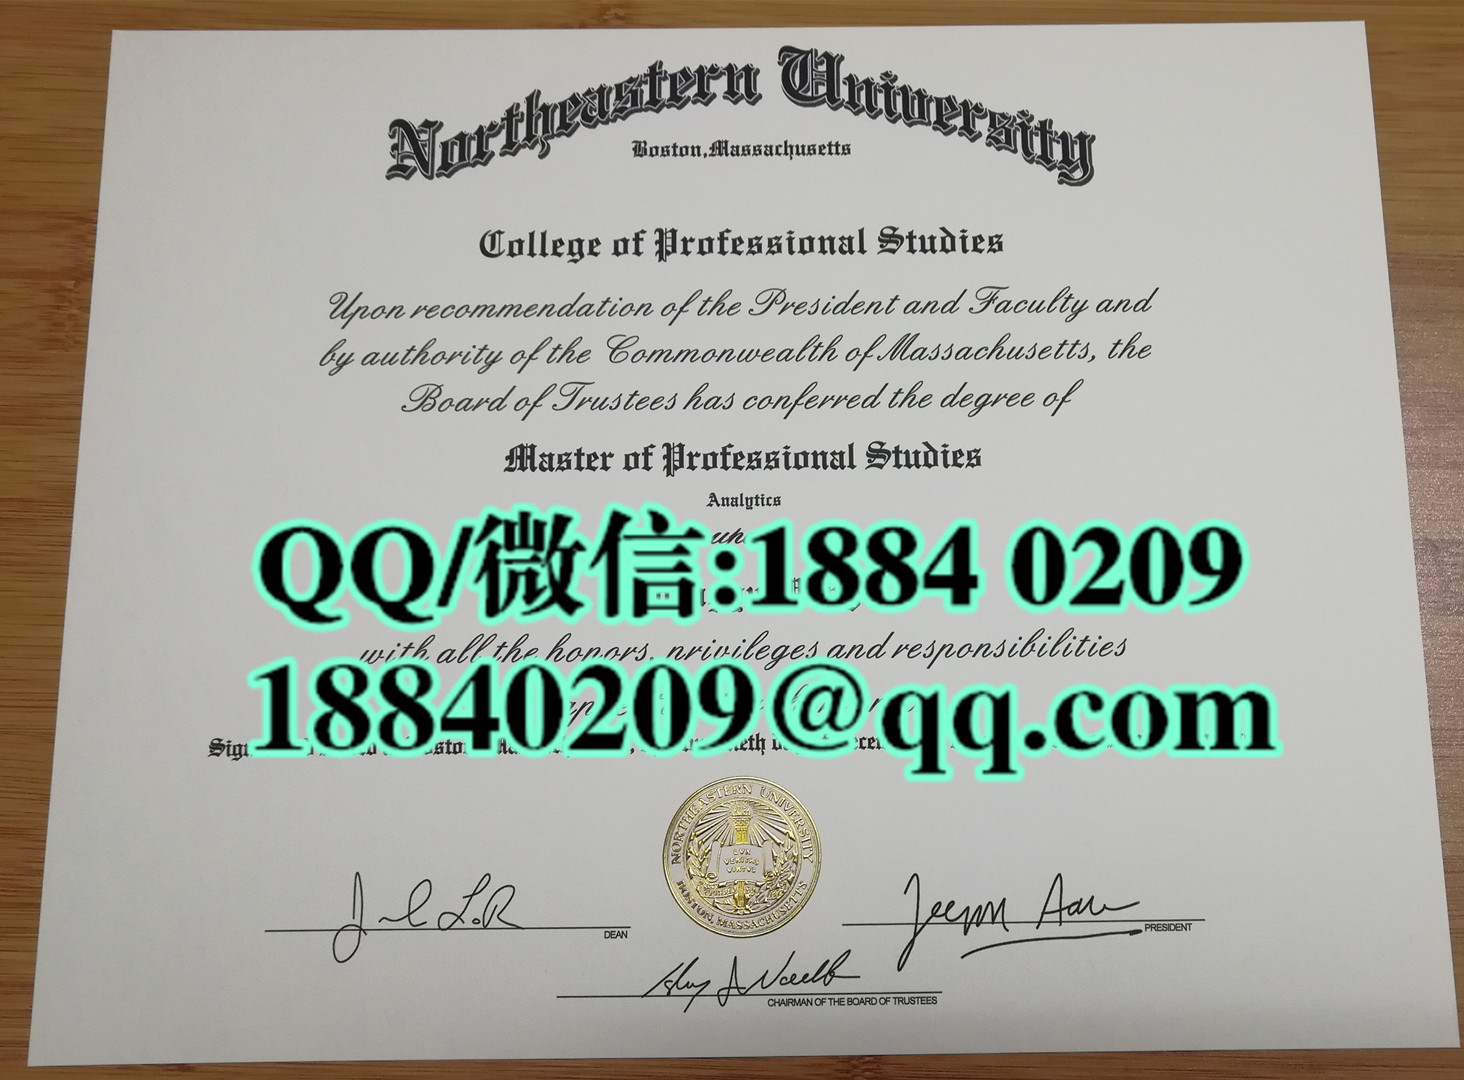 Northeastern University
Boston,Massachusetts
College of Professional Studies
Upon recommendation of the President and Faculty and
by authority of the Commonwealth of Massachusetts, the
Board of Trustees has conferred the degree of
Master of Professional Studies
Analytics
QQ/微信:1884 0209
with all the honors, privileges and responsibilities
18840209@qq.com
NORTHEASTERN UNIVERSITY
LUX
VERITAS
VIRTUS
BOSTON, MASSACHUSETTS
DEAN
PRESIDENT
CHAIRMAN OF THE BOARD OF TRUSTEES